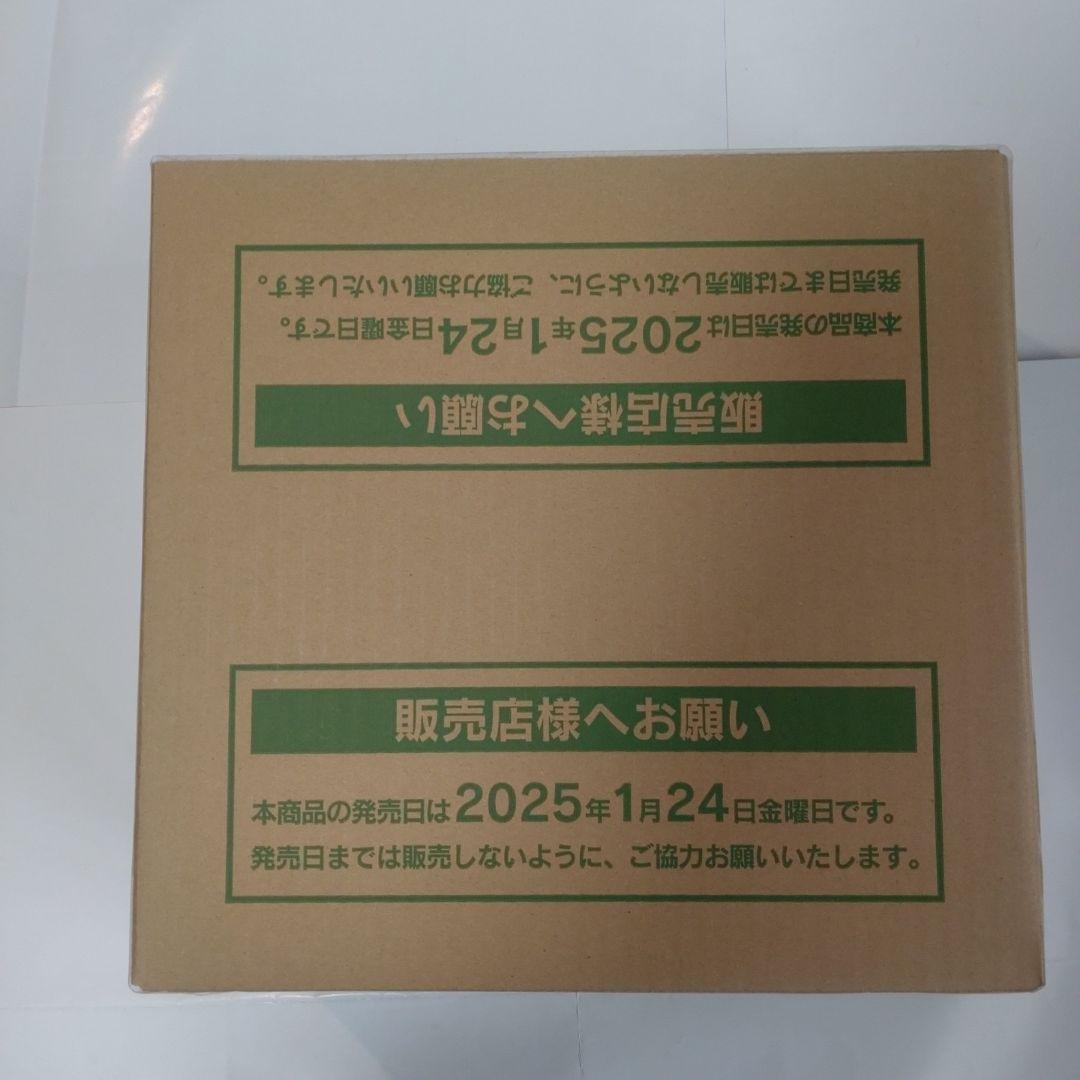 販売店様へお願い
本商品の発売日は2025年1月24日金曜日です。
発売日までは販売しないように、ご協力お願いいたします。
販売店様へお願い
本商品の発売日は2025年1月24日金曜日です。
発売日までは販売しないように、ご協力お願いいたします。